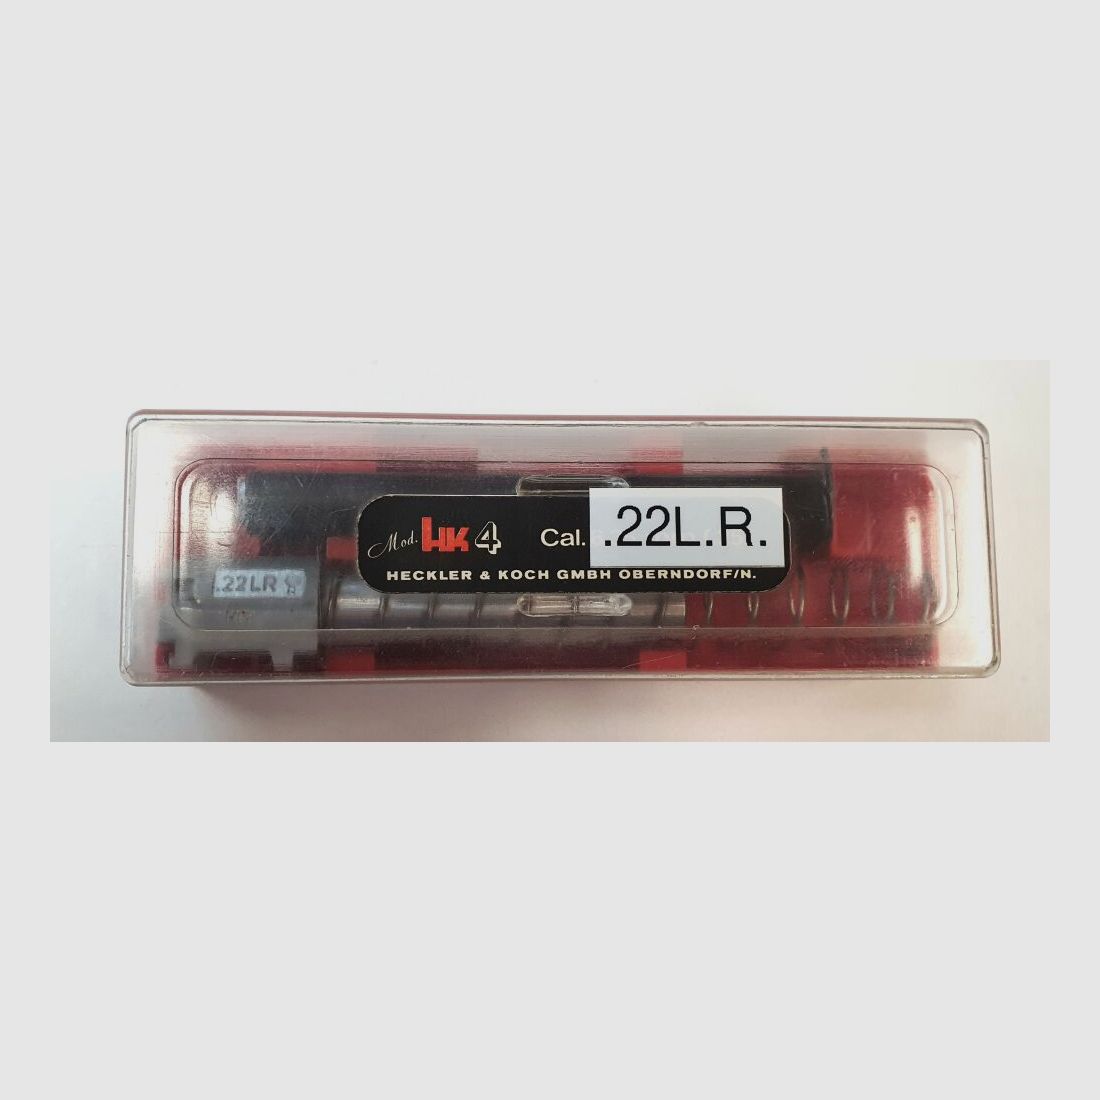 Mod. HK 4 Cal. .22L.R.
HECKLER & KOCH GMBH OBERNDORF/N.
.22LR